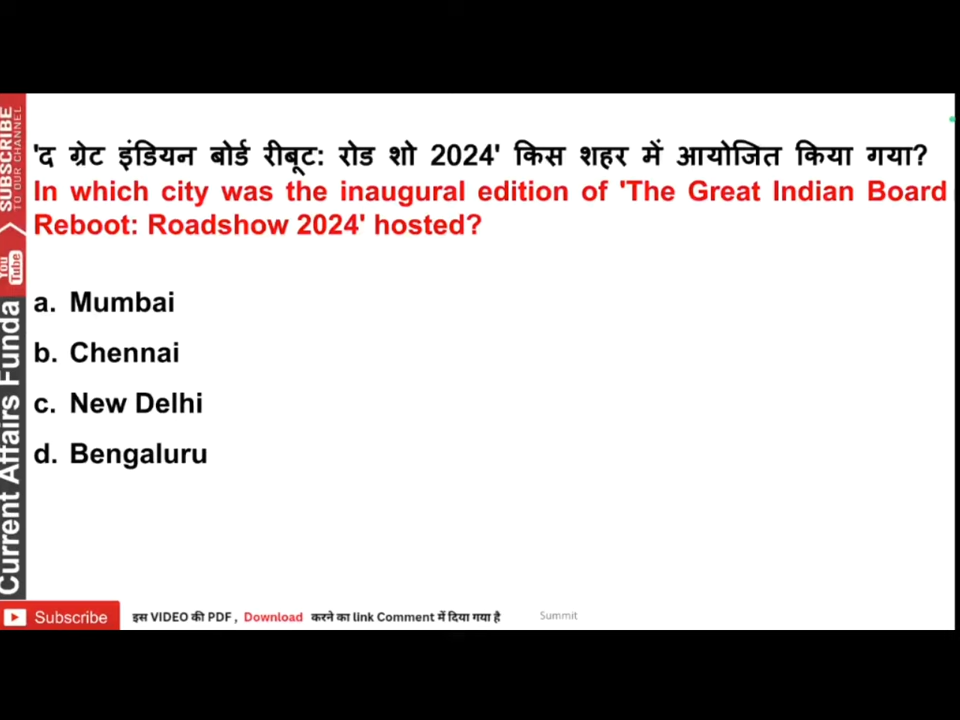 'द ग्रेट इंडियन बोर्ड रीबूट: रोड शो 2024' किस शहर में आयोजित किया गया?
In which city was the inaugural edition of 'The Great Indian Board
Reboot: Roadshow 2024' hosted?
a. Mumbai
b. Chennai
c. New Delhi
d. Bengaluru
SUBSCRIBE
TO OUR CHANNEL
You
Tube
Current Affairs Funda
Subscribe
इस VIDEO की PDF , Download करने का link Comment में दिया गया है
Summit